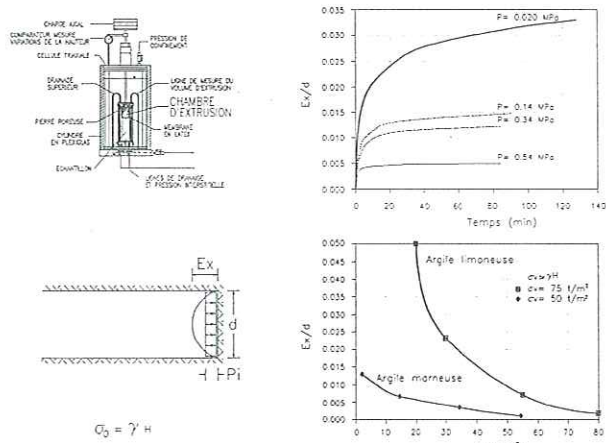 CHARGE AXIAL
COMPARATEUR MESURE
VARIATIONS DE LA HAUTEUR
PRESSION DE
CONFINEMENT
CELLULE TRIAXIALE
DRAINAGE
SUPERIEUR
LIGNE DE MESURE DU
VOLUME D'EXTRUSION
CHAMBRE
D'EXTRUSION
PIERRE POREUSE
MEMBRANE
EN LATEX
CYLINDRE
EN PLEXIGLAS
ECHANTILLON
LIGNES DE DRAINAGE
ET PRESSION INTERSTITIELLE
Ex/d
0.035
0.030
0.025
0.020
0.015
0.010
0.005
0.000
P= 0.020 MPa
P= 0.14 MPa
P= 0.34 MPa
P= 0.54 MPa
0 20 40 60 80 100 120 140
Temps (min)
Ex
d
Pi
σ₀ = γ' H
Ex/d
0.050
0.045
0.040
0.035
0.030
0.025
0.020
0.015
0.010
0.005
0.000
Argile limoneuse
Argile marneuse
σv=γH
σv= 75 t/m²
σv= 50 t/m²
0 10 20 30 40 50 60 70 80